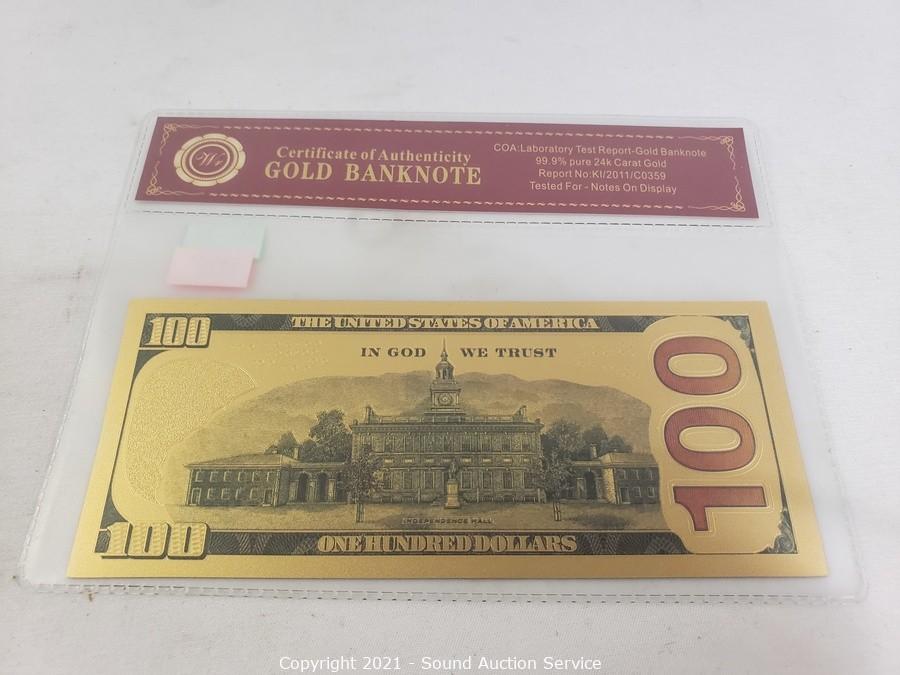 Wr
Certificate of Authenticity
GOLD BANKNOTE
COA:Laboratory Test Report-Gold Banknote
99.9% pure 24k Carat Gold
Report No:KI/2011/C0359
Tested For - Notes On Display
100
THE UNITED STATES OF AMERICA
IN GOD WE TRUST
100
INDEPENDENCE HALL
100
ONE HUNDRED DOLLARS
Copyright 2021 - Sound Auction Service